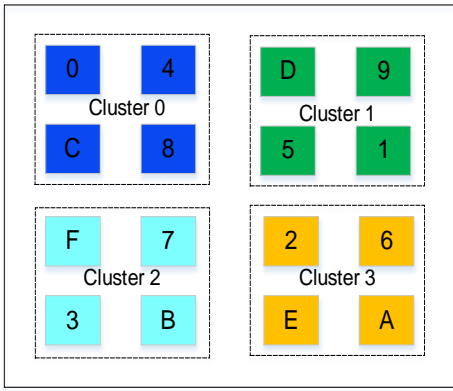 0 4
Cluster 0
C 8
D 9
Cluster 1
5 1
F 7
Cluster 2
3 B
2 6
Cluster 3
E A